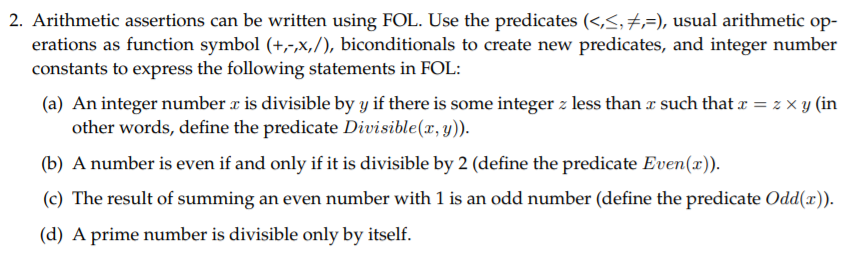 2. Arithmetic assertions can be written using FOL. Use the predicates (<,≤,≠,=), usual arithmetic op-
erations as function symbol (+,-,x,/), biconditionals to create new predicates, and integer number
constants to express the following statements in FOL:
(a) An integer number x is divisible by y if there is some integer z less than x such that x = z × y (in
other words, define the predicate Divisible(x, y)).
(b) A number is even if and only if it is divisible by 2 (define the predicate Even(x)).
(c) The result of summing an even number with 1 is an odd number (define the predicate Odd(x)).
(d) A prime number is divisible only by itself.